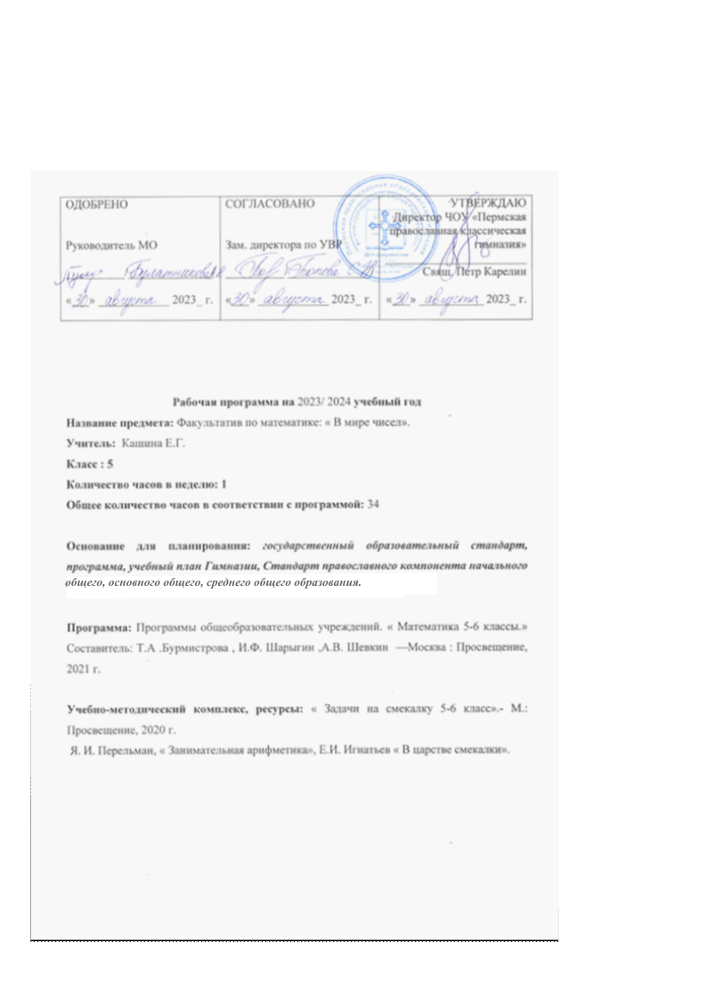 ОДОБРЕНО
Руководитель МО
Булатникова
«30» августа 2023_ г.
СОГЛАСОВАНО
Зам. директора по УВР
Попова
«30» августа 2023_ г.
УТВЕРЖДАЮ
Директор ЧОУ «Пермская
православная классическая
гимназия»
Свящ. Петр Карелин
«30» августа 2023_ г.
Рабочая программа на 2023/ 2024 учебный год
Название предмета: Факультатив по математике: « В мире чисел».
Учитель: Кашина Е.Г.
Класс : 5
Количество часов в неделю: 1
Общее количество часов в соответствии с программой: 34
Основание для планирования: государственный образовательный стандарт,
программа, учебный план Гимназии, Стандарт православного компонента начального
общего, основного общего, среднего общего образования.
Программа: Программы общеобразовательных учреждений. « Математика 5-6 классы.»
Составитель: Т.А .Бурмистрова , И.Ф. Шарыгин ,А.В. Шевкин —Москва : Просвещение,
2021 г.
Учебно-методический комплекс, ресурсы: « Задачи на смекалку 5-6 класс».- М.:
Просвещение, 2020 г.
Я. И. Перельман, « Занимательная арифметика», Е.И. Игнатьев « В царстве смекалки».